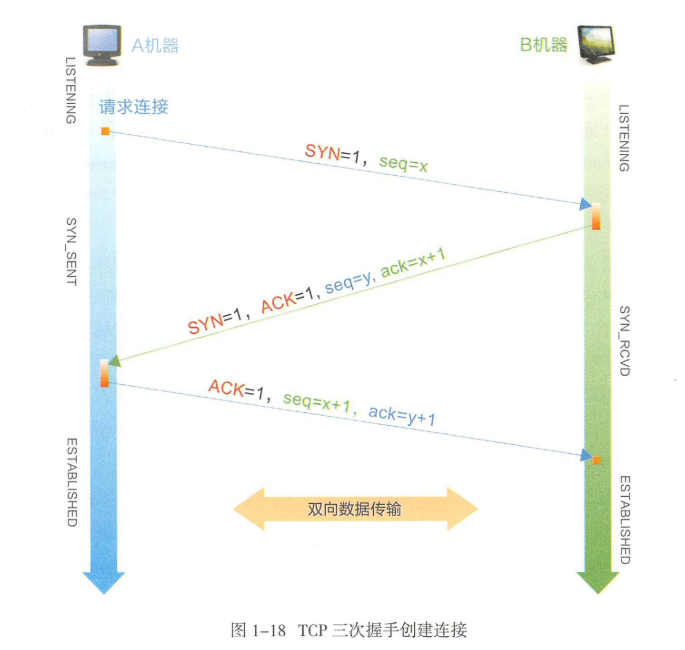 A机器
B机器
LISTENING
请求连接
LISTENING
SYN=1，seq=x
SYN_SENT
SYN=1，ACK=1, seq=y, ack=x+1
SYN_RCVD
ACK=1，seq=x+1，ack=y+1
ESTABLISHED
ESTABLISHED
双向数据传输
图 1-18 TCP 三次握手创建连接